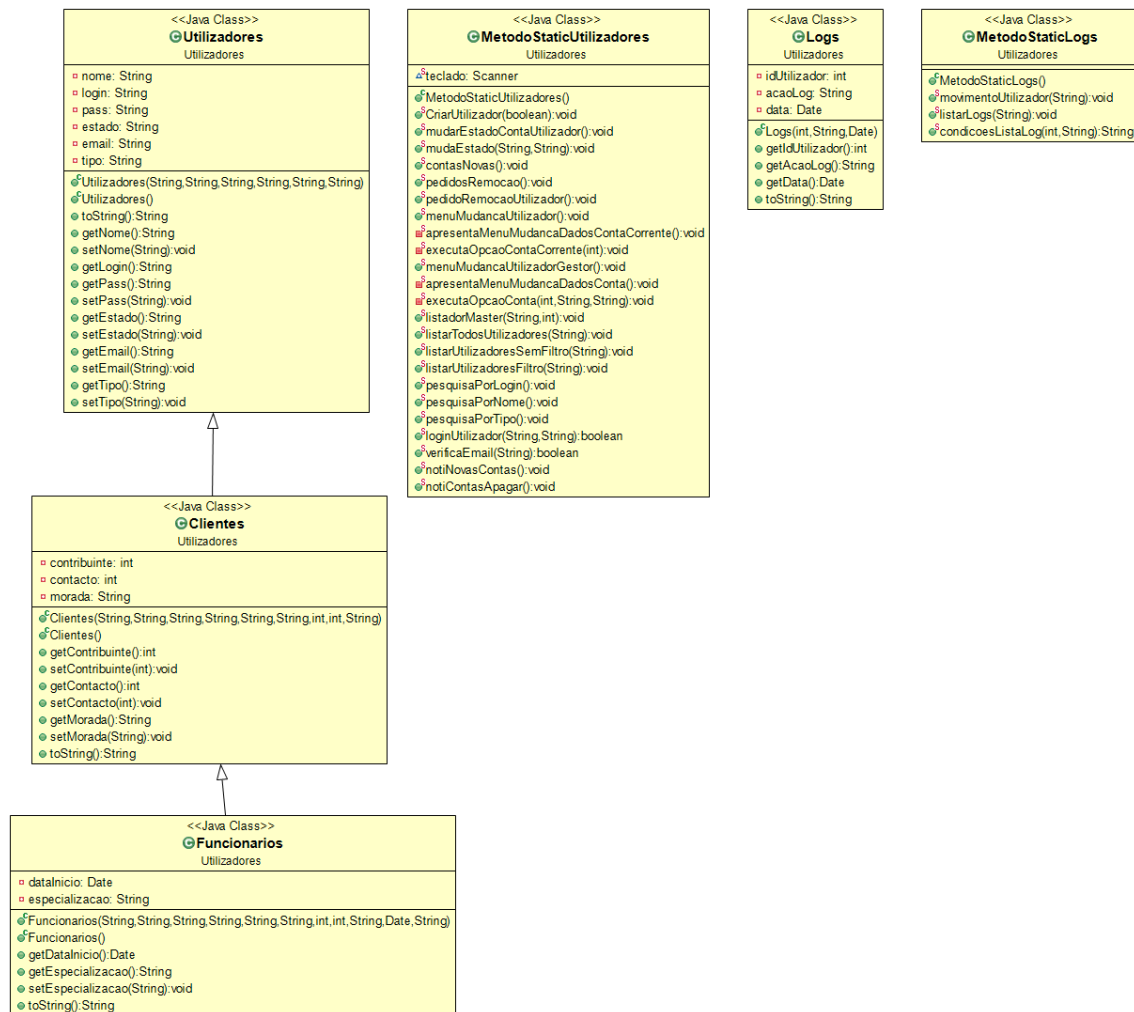 <<Java Class>>
Utilizadores
Utilizadores
nome: String
login: String
pass: String
estado: String
email: String
tipo: String
Utilizadores(String,String,String,String,String,String)
Utilizadores()
toString():String
getNome():String
setNome(String):void
getLogin():String
getPass():String
setPass(String):void
getEstado():String
setEstado(String):void
getEmail():String
setEmail(String):void
getTipo():String
setTipo(String):void
<<Java Class>>
MetodoStaticUtilizadores
Utilizadores
teclado: Scanner
MetodoStaticUtilizadores()
CriarUtilizador(boolean):void
mudarEstadoContaUtilizador():void
mudaEstado(String,String):void
contasNovas():void
pedidosRemocao():void
pedidoRemocaoUtilizador():void
menuMudancaUtilizador():void
apresentaMenuMudancaDadosContaCorrente():void
executaOpcaoContaCorrente(int):void
menuMudancaUtilizadorGestor():void
apresentaMenuMudancaDadosConta():void
executaOpcaoConta(int,String,String):void
listadorMaster(String,int):void
listarTodosUtilizadores(String):void
listarUtilizadoresSemFiltro(String):void
listarUtilizadoresFiltro(String):void
pesquisaPorLogin():void
pesquisaPorNome():void
pesquisaPorTipo():void
loginUtilizador(String,String):boolean
verificaEmail(String):boolean
notiNovasContas():void
notiContasApagar():void
<<Java Class>>
Logs
Utilizadores
idUtilizador: int
acaoLog: String
data: Date
Logs(int,String,Date)
getIdUtilizador():int
getAcaoLog():String
getData():Date
toString():String
<<Java Class>>
MetodoStaticLogs
Utilizadores
MetodoStaticLogs()
movimentoUtilizador(String):void
listarLogs(String):void
condicoesListaLog(int,String):String
<<Java Class>>
Clientes
Utilizadores
contribuinte: int
contacto: int
morada: String
Clientes(String,String,String,String,String,String,int,int,String)
Clientes()
getContribuinte():int
setContribuinte(int):void
getContacto():int
setContacto(int):void
getMorada():String
setMorada(String):void
toString():String
<<Java Class>>
Funcionarios
Utilizadores
dataInicio: Date
especializacao: String
Funcionarios(String,String,String,String,String,String,int,int,String,Date,String)
Funcionarios()
getDataInicio():Date
getEspecializacao():String
setEspecializacao(String):void
toString():String